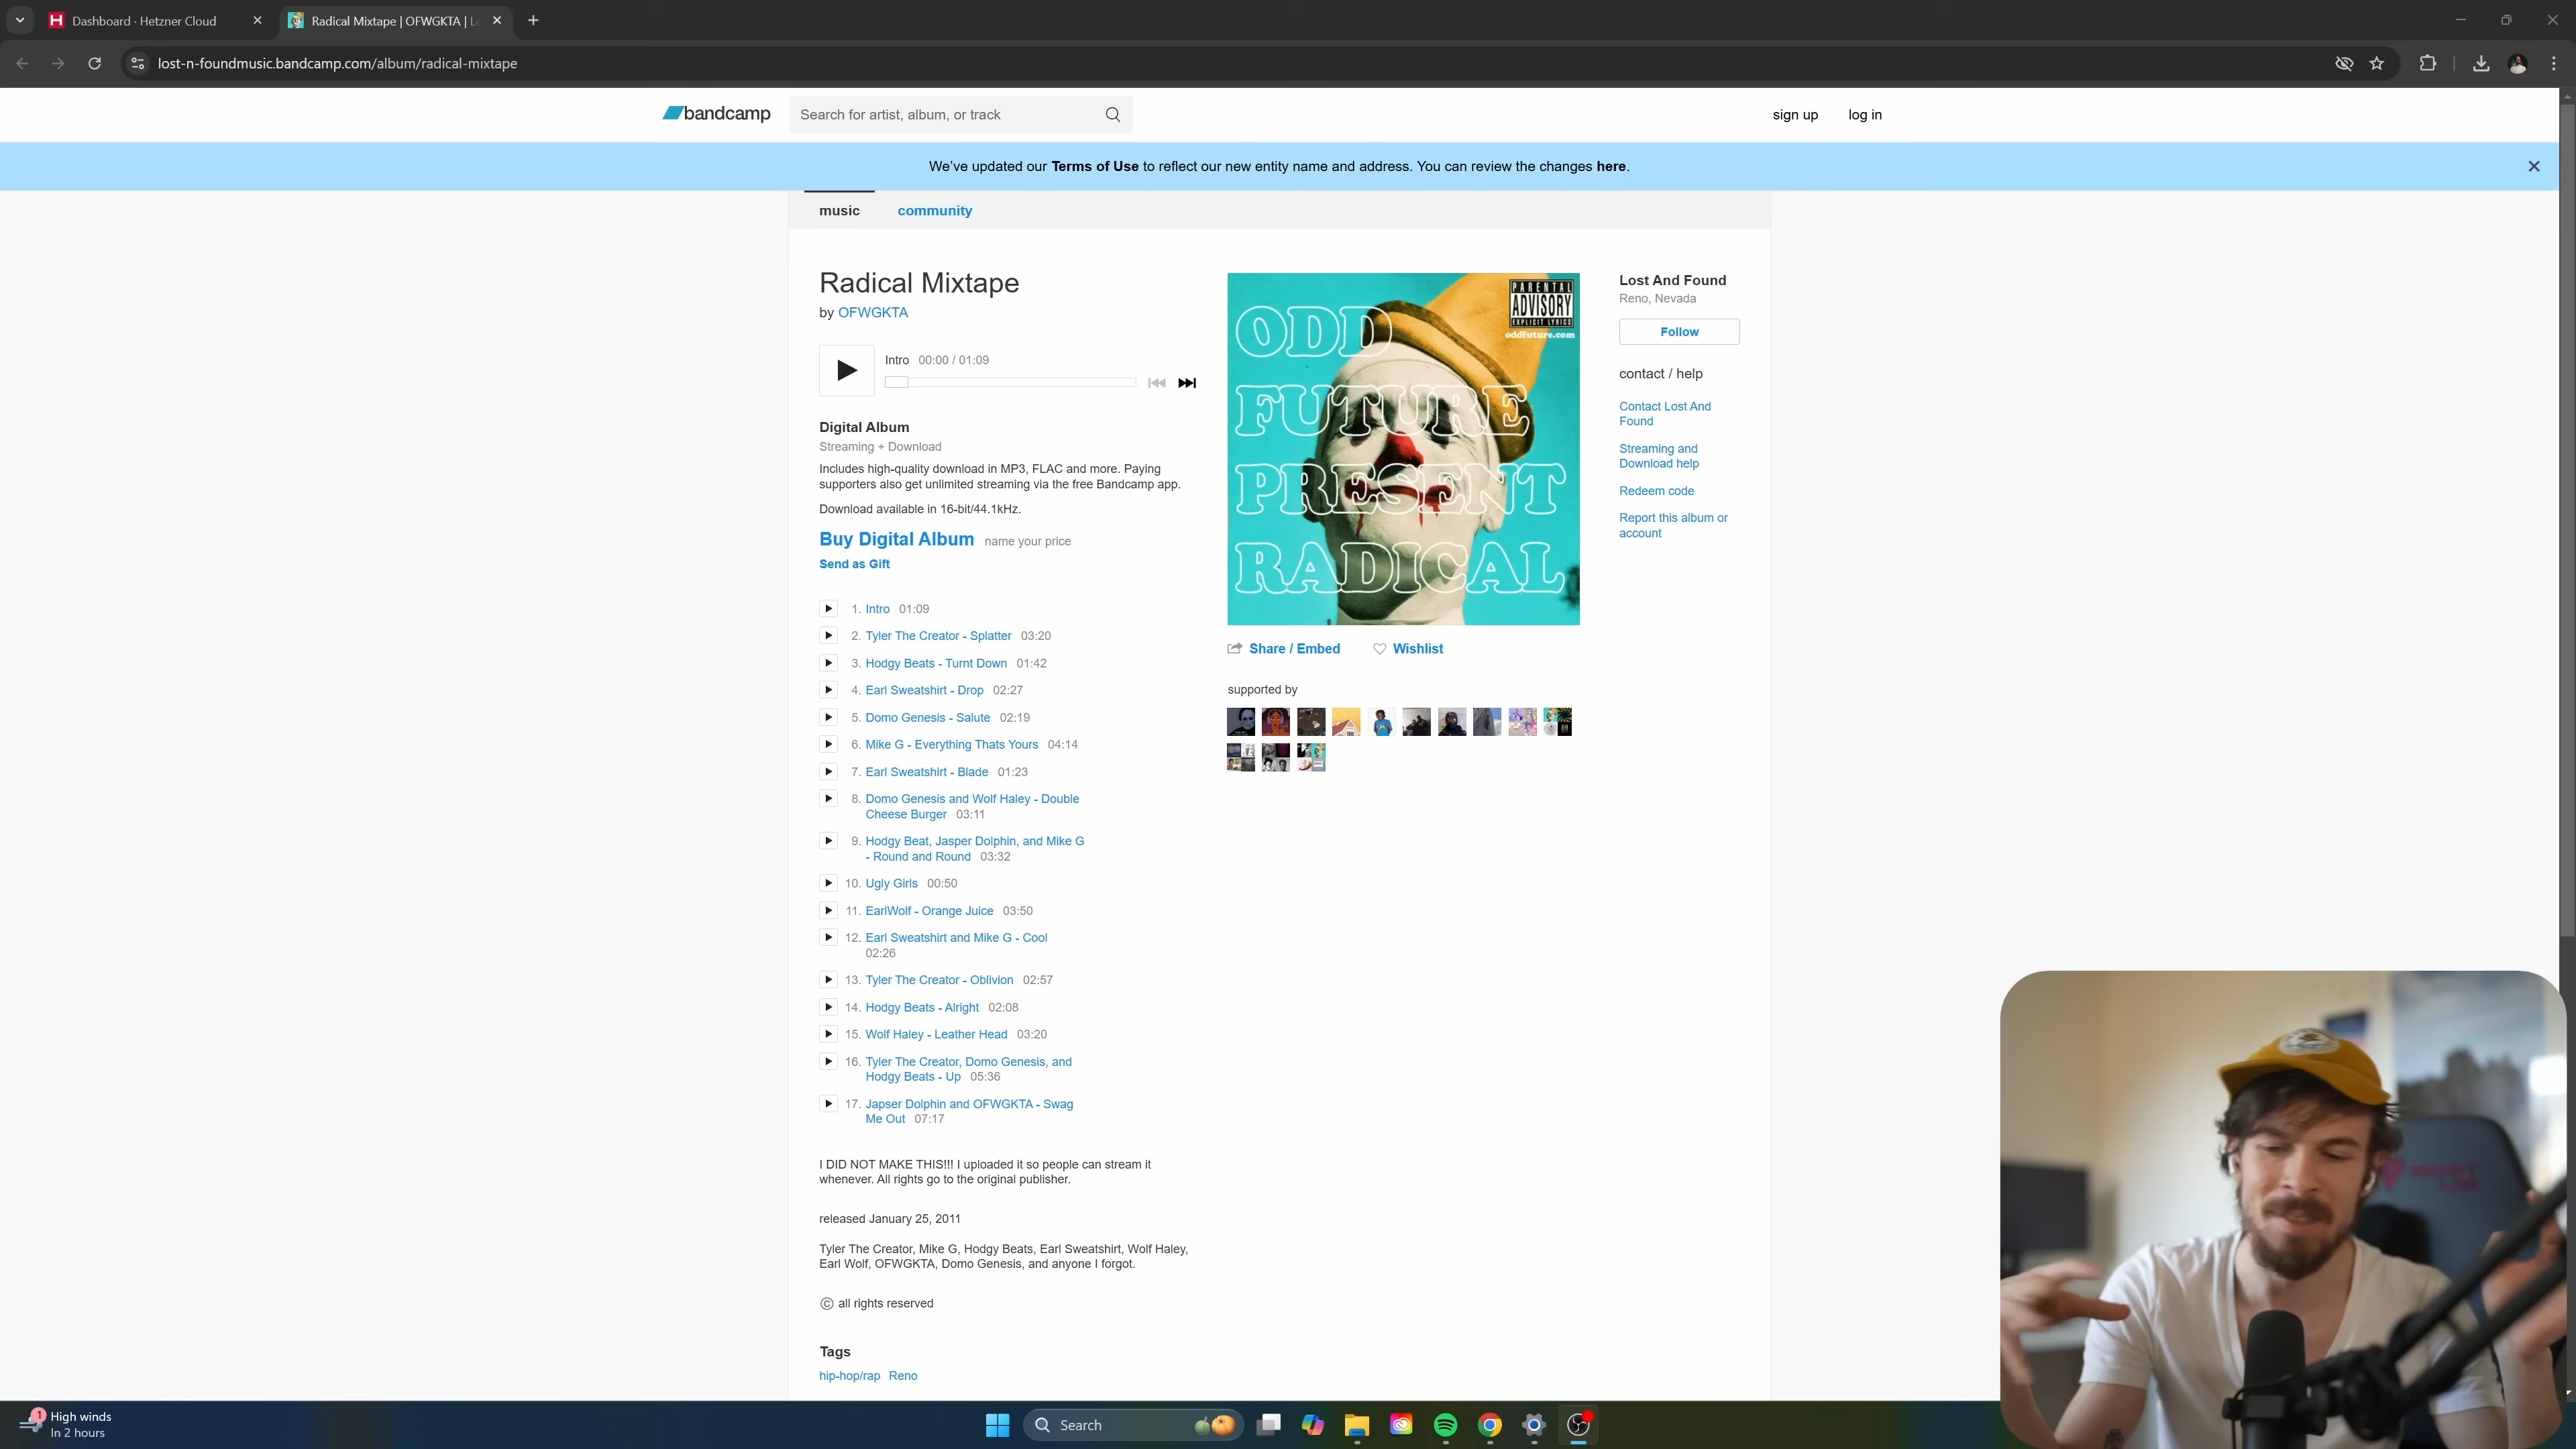 Dashboard · Hetzner Cloud
Radical Mixtape | OFWGKTA | Lo
lost-n-foundmusic.bandcamp.com/album/radical-mixtape
bandcamp
Search for artist, album, or track
sign up
log in
We've updated our Terms of Use to reflect our new entity name and address. You can review the changes here.
music
community
Radical Mixtape
by OFWGKTA
Intro 00:00 / 01:09
Digital Album
Streaming + Download
Includes high-quality download in MP3, FLAC and more. Paying
supporters also get unlimited streaming via the free Bandcamp app.
Download available in 16-bit/44.1kHz.
Buy Digital Album name your price
Send as Gift
1. Intro 01:09
2. Tyler The Creator - Splatter 03:20
3. Hodgy Beats - Turnt Down 01:42
4. Earl Sweatshirt - Drop 02:27
5. Domo Genesis - Salute 02:19
6. Mike G - Everything Thats Yours 04:14
7. Earl Sweatshirt - Blade 01:23
8. Domo Genesis and Wolf Haley - Double
Cheese Burger 03:11
9. Hodgy Beat, Jasper Dolphin, and Mike G
- Round and Round 03:32
10. Ugly Girls 00:50
11. EarlWolf - Orange Juice 03:50
12. Earl Sweatshirt and Mike G - Cool
02:26
13. Tyler The Creator - Oblivion 02:57
14. Hodgy Beats - Alright 02:08
15. Wolf Haley - Leather Head 03:20
16. Tyler The Creator, Domo Genesis, and
Hodgy Beats - Up 05:36
17. Japser Dolphin and OFWGKTA - Swag
Me Out 07:17
I DID NOT MAKE THIS!!! I uploaded it so people can stream it
whenever. All rights go to the original publisher.
released January 25, 2011
Tyler The Creator, Mike G, Hodgy Beats, Earl Sweatshirt, Wolf Haley,
Earl Wolf, OFWGKTA, Domo Genesis, and anyone I forgot.
© all rights reserved
Tags
hip-hop/rap Reno
PARENTAL
ADVISORY
EXPLICIT LYRICS
oddfuture.com
ODD
FUTURE
PRESENT
RADICAL
Share / Embed
Wishlist
supported by
Lost And Found
Reno, Nevada
Follow
contact / help
Contact Lost And
Found
Streaming and
Download help
Redeem code
Report this album or
account
1
High winds
In 2 hours
Search